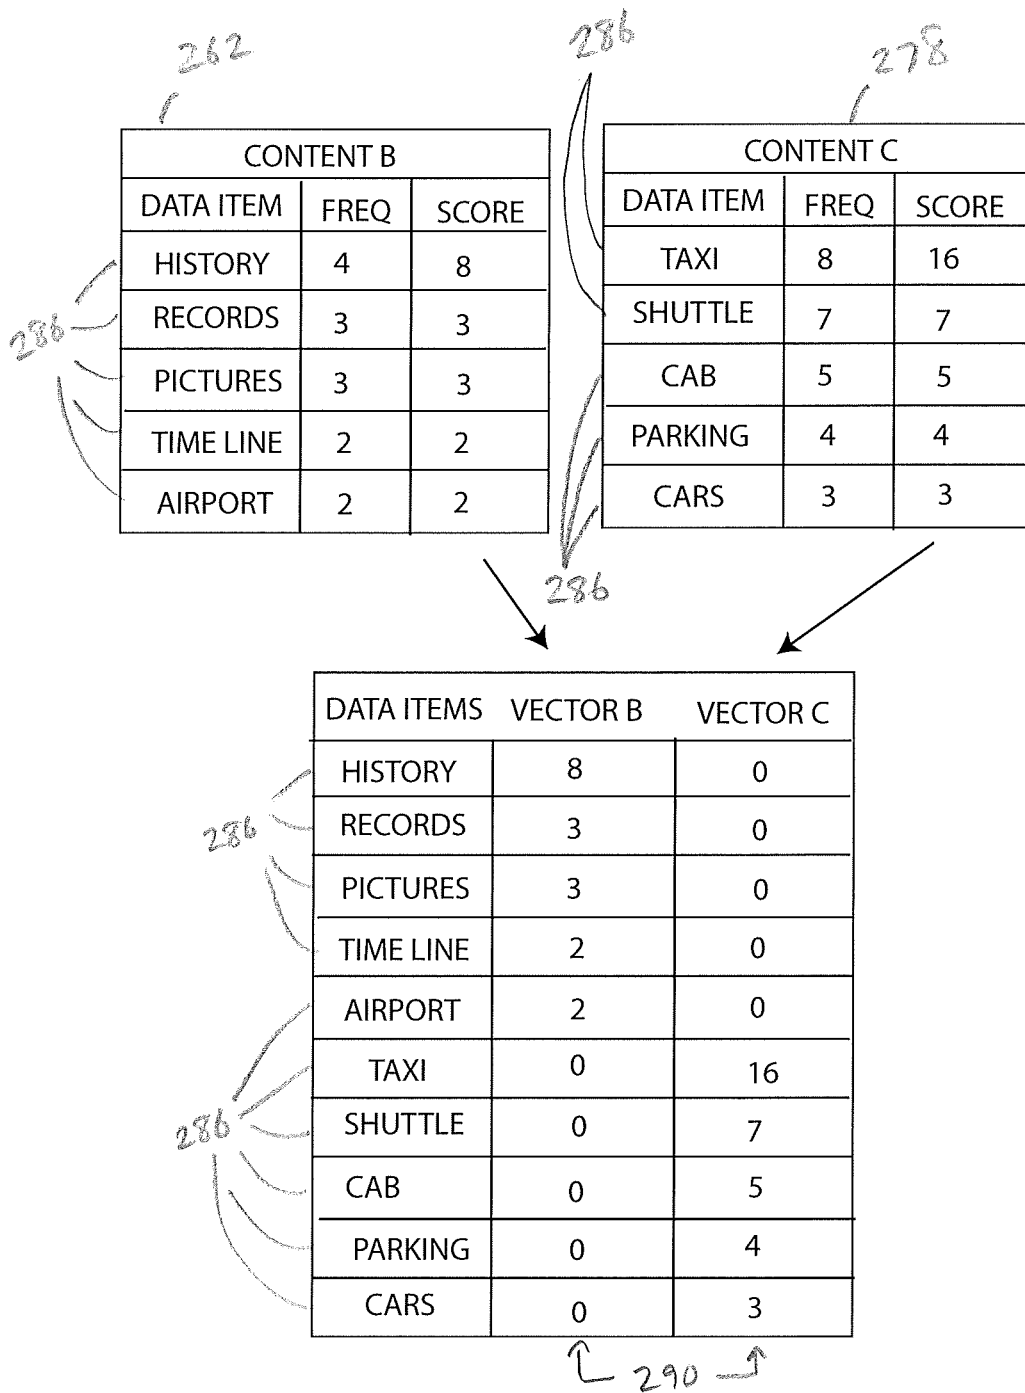 262 286 278
CONTENT B
DATA ITEM FREQ SCORE
HISTORY 4 8
RECORDS 3 3
PICTURES 3 3
TIME LINE 2 2
AIRPORT 2 2
286
CONTENT C
DATA ITEM FREQ SCORE
TAXI 8 16
SHUTTLE 7 7
CAB 5 5
PARKING 4 4
CARS 3 3
286
DATA ITEMS VECTOR B VECTOR C
HISTORY 8 0
RECORDS 3 0
PICTURES 3 0
TIME LINE 2 0
AIRPORT 2 0
TAXI 0 16
SHUTTLE 0 7
CAB 0 5
PARKING 0 4
CARS 0 3
286
286
290